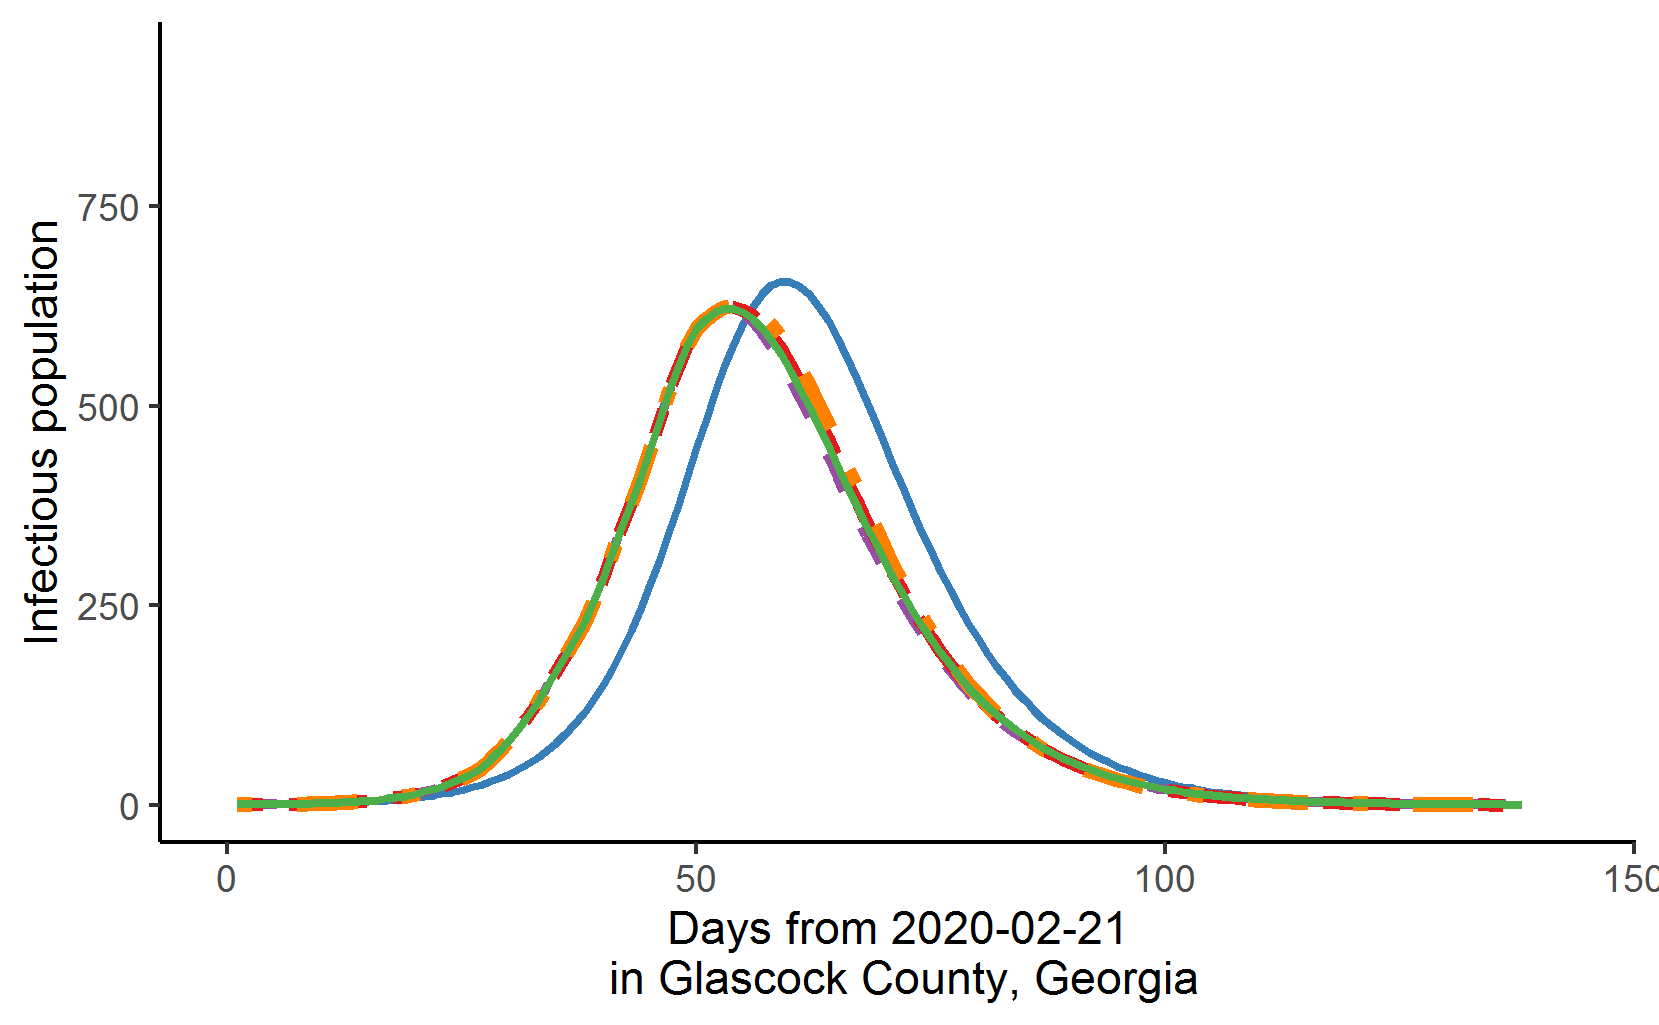 Infectious population
750
500
250
0
0 50 100 150
Days from 2020-02-21
in Glascock County, Georgia